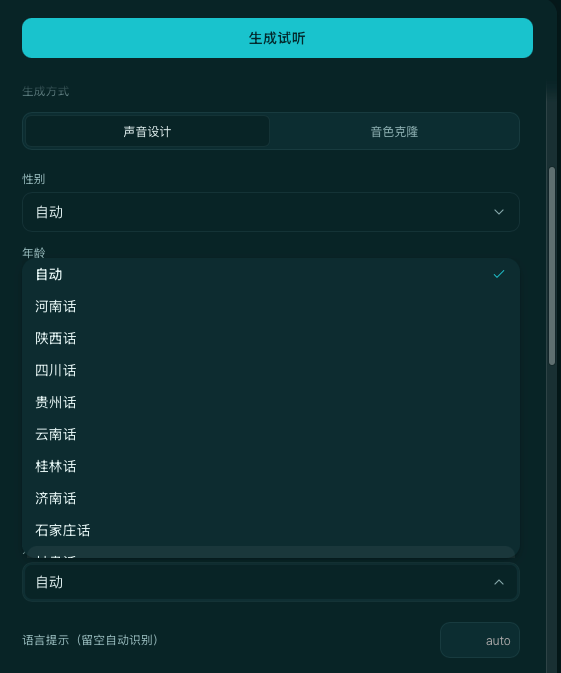 生成试听
生成方式
声音设计
音色克隆
性别
自动
年龄
自动
河南话
陕西话
四川话
贵州话
云南话
桂林话
济南话
石家庄话
自动
语言提示（留空自动识别）
auto